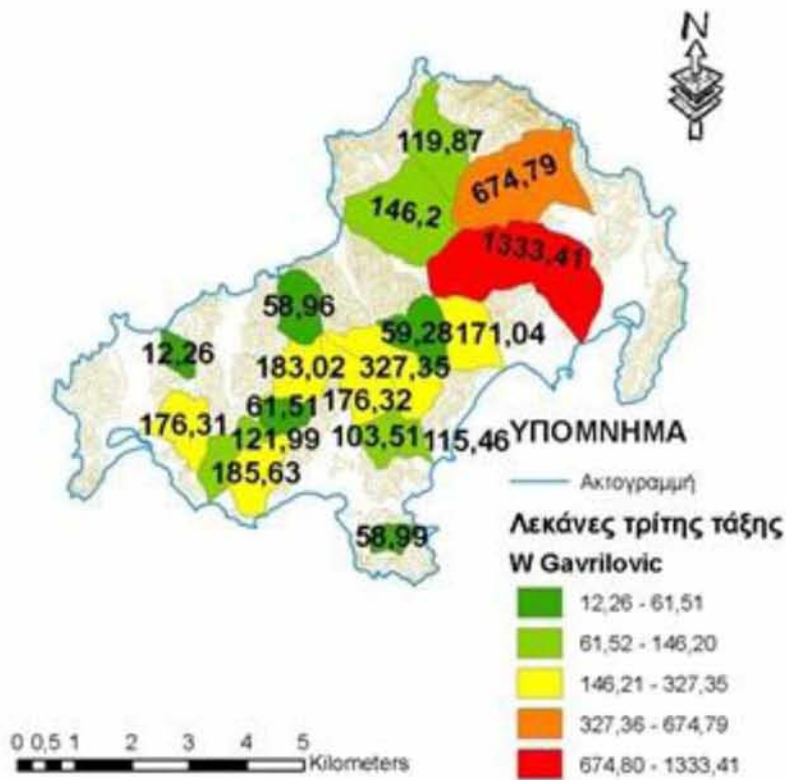 N
119,87
674,79
146,2
1333,41
58,96
59,28
171,04
12,26
183,02
327,35
61,51
176,32
176,31
121,99
103,51
115,46
185,63
58,99
ΥΠΟΜΝΗΜΑ
Ακτογραμμή
Λεκάνες τρίτης τάξης
W Gavrilovic
12,26 - 61,51
61,52 - 146,20
146,21 - 327,35
327,36 - 674,79
674,80 - 1333,41
0 0,5 1 2 3 4 5
Kilometers